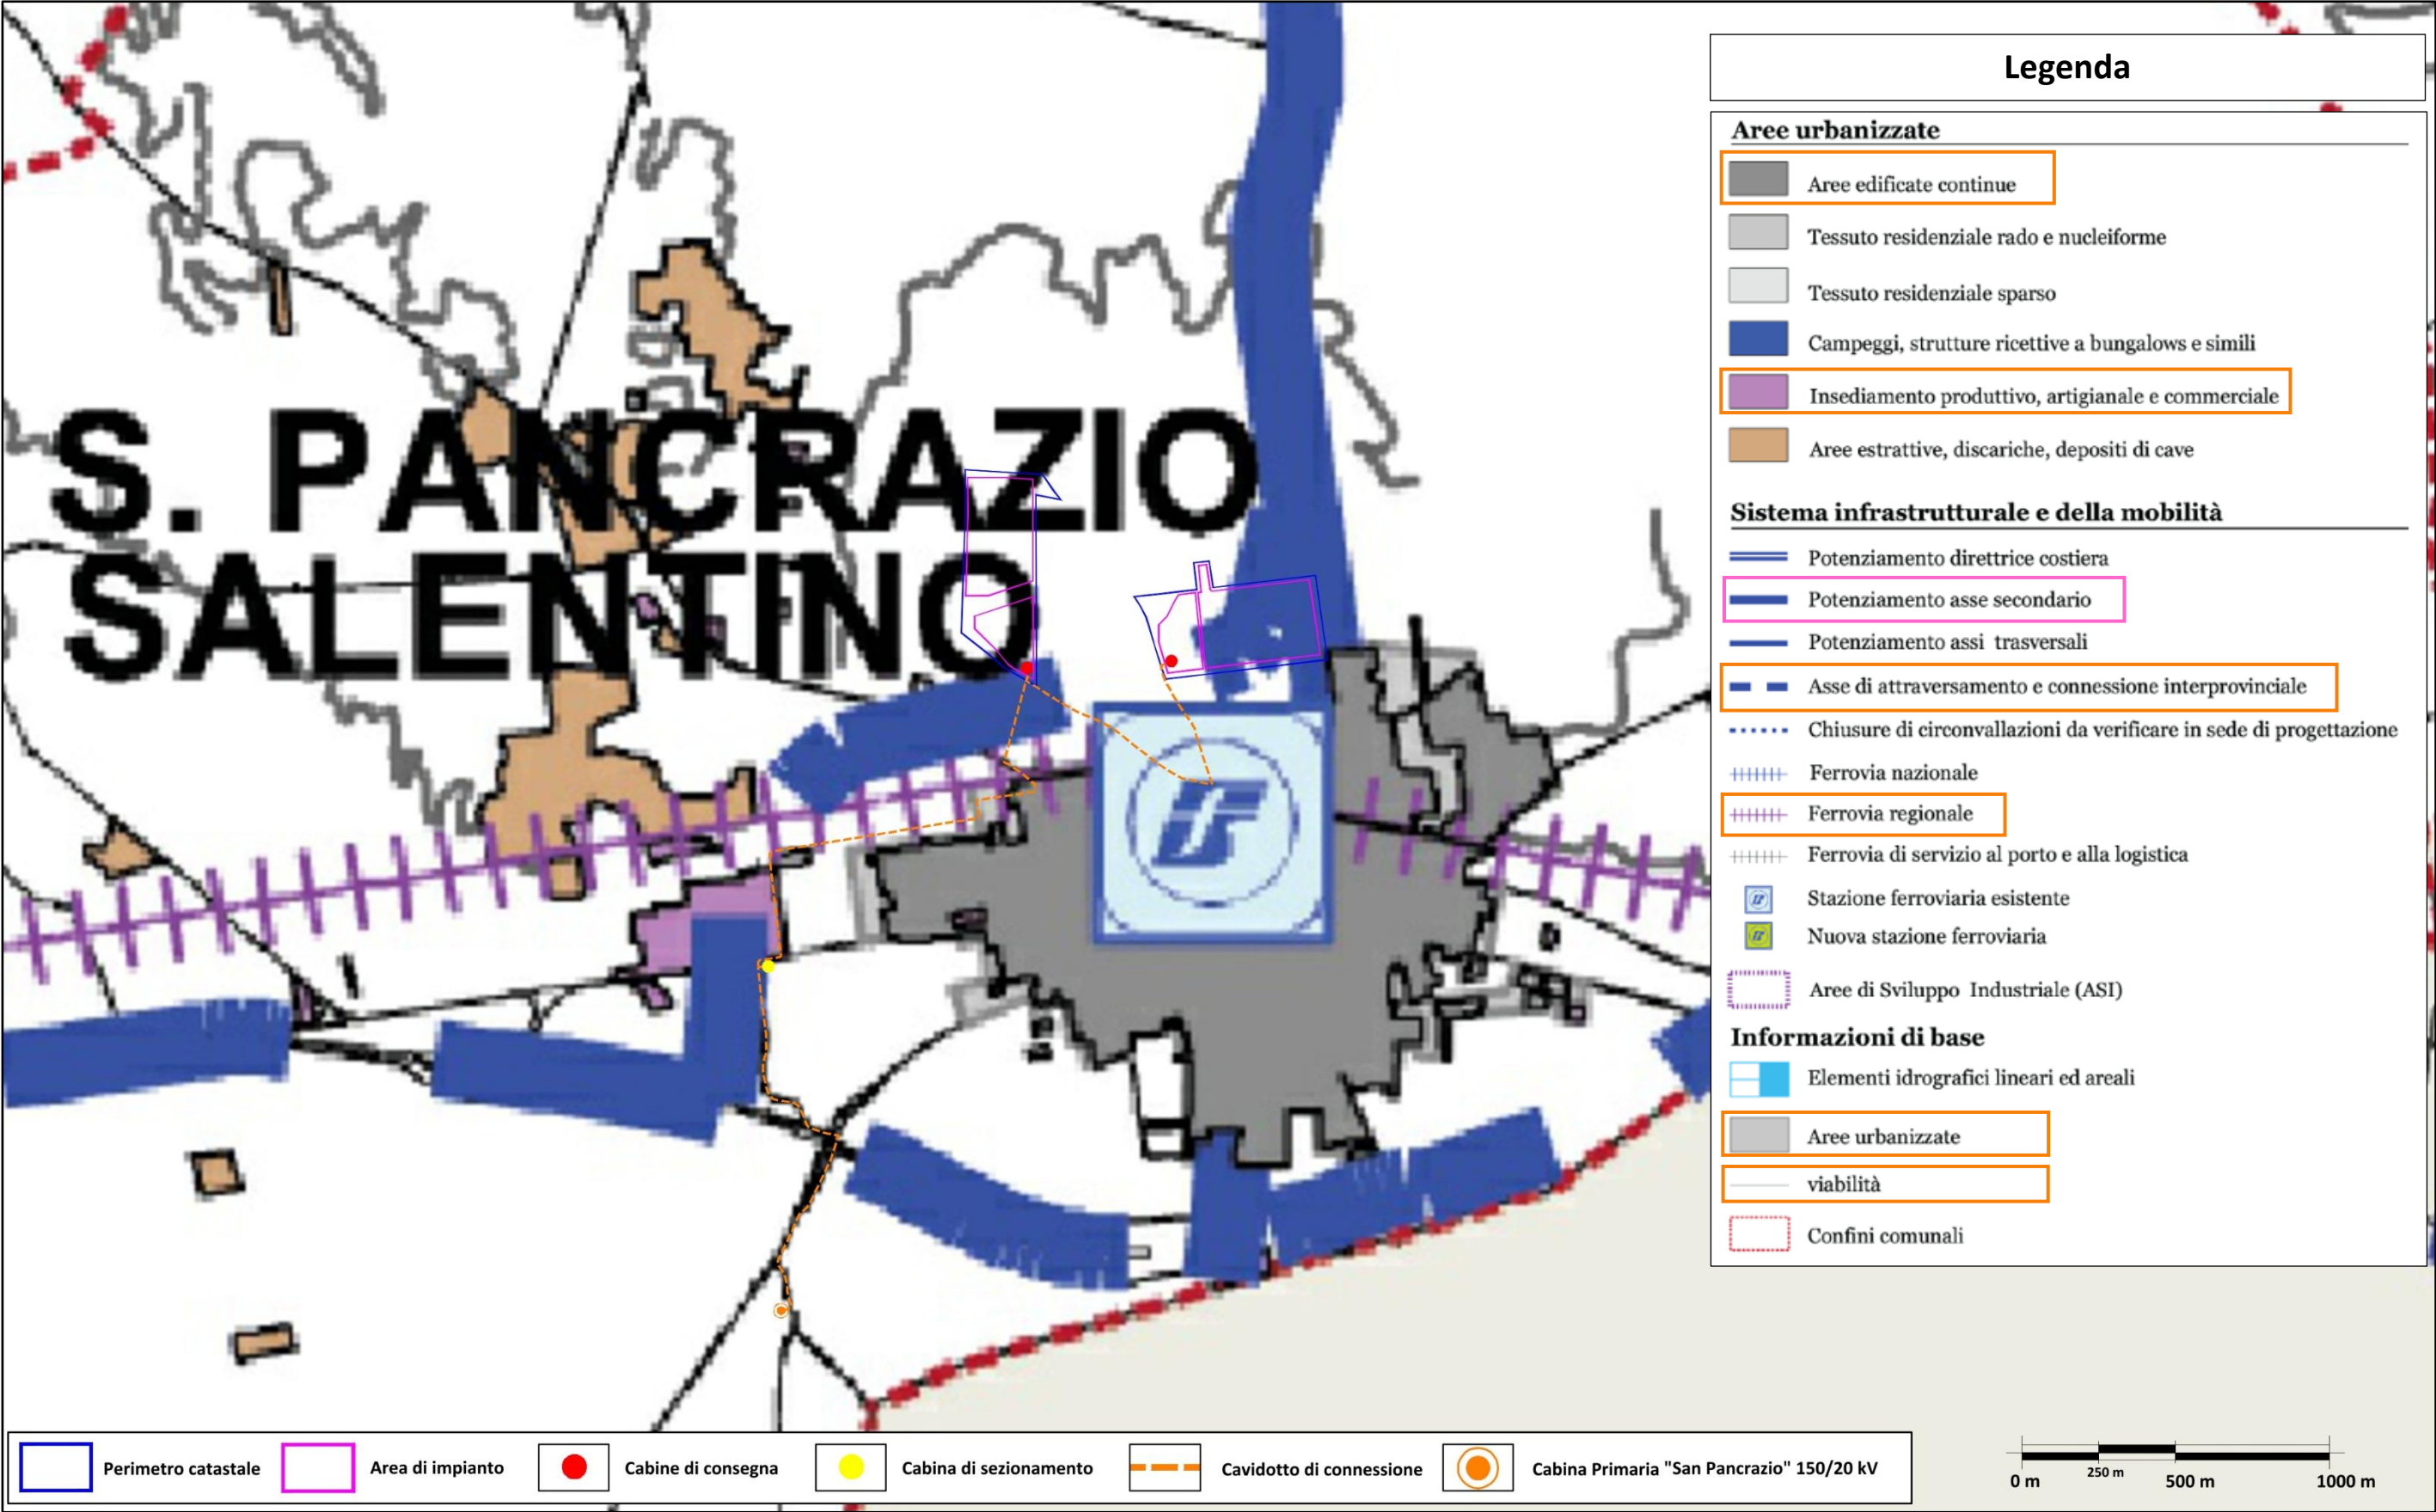 S. PANCRAZIO
SALENTINO
Legenda
Aree urbanizzate
Aree edificate continue
Tessuto residenziale rado e nucleiforme
Tessuto residenziale sparso
Campeggi, strutture ricettive a bungalows e simili
Insediamento produttivo, artigianale e commerciale
Aree estrattive, discariche, depositi di cave
Sistema infrastrutturale e della mobilità
Potenziamento direttrice costiera
Potenziamento asse secondario
Potenziamento assi trasversali
Asse di attraversamento e connessione interprovinciale
Chiusure di circonvallazioni da verificare in sede di progettazione
Ferrovia nazionale
Ferrovia regionale
Ferrovia di servizio al porto e alla logistica
Stazione ferroviaria esistente
Nuova stazione ferroviaria
Aree di Sviluppo Industriale (ASI)
Informazioni di base
Elementi idrografici lineari ed areali
Aree urbanizzate
viabilità
Confini comunali
Perimetro catastale
Area di impianto
Cabine di consegna
Cabina di sezionamento
Cavidotto di connessione
Cabina Primaria "San Pancrazio" 150/20 kV
0 m 250 m 500 m 1000 m